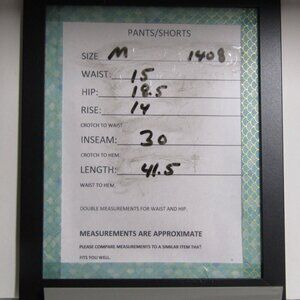 PANTS/SHORTS
SIZE M 1408
WAIST: 15
HIP: 18.5
RISE: 14
CROTCH TO WAIST
INSEAM: 30
CROTCH TO HEM
LENGTH: 41.5
WAIST TO HEM
DOUBLE MEASUREMENTS FOR WAIST AND HIP.
MEASUREMENTS ARE APPROXIMATE
PLEASE COMPARE MEASUREMENTS TO A SIMILAR ITEM THAT
FITS YOU WELL.